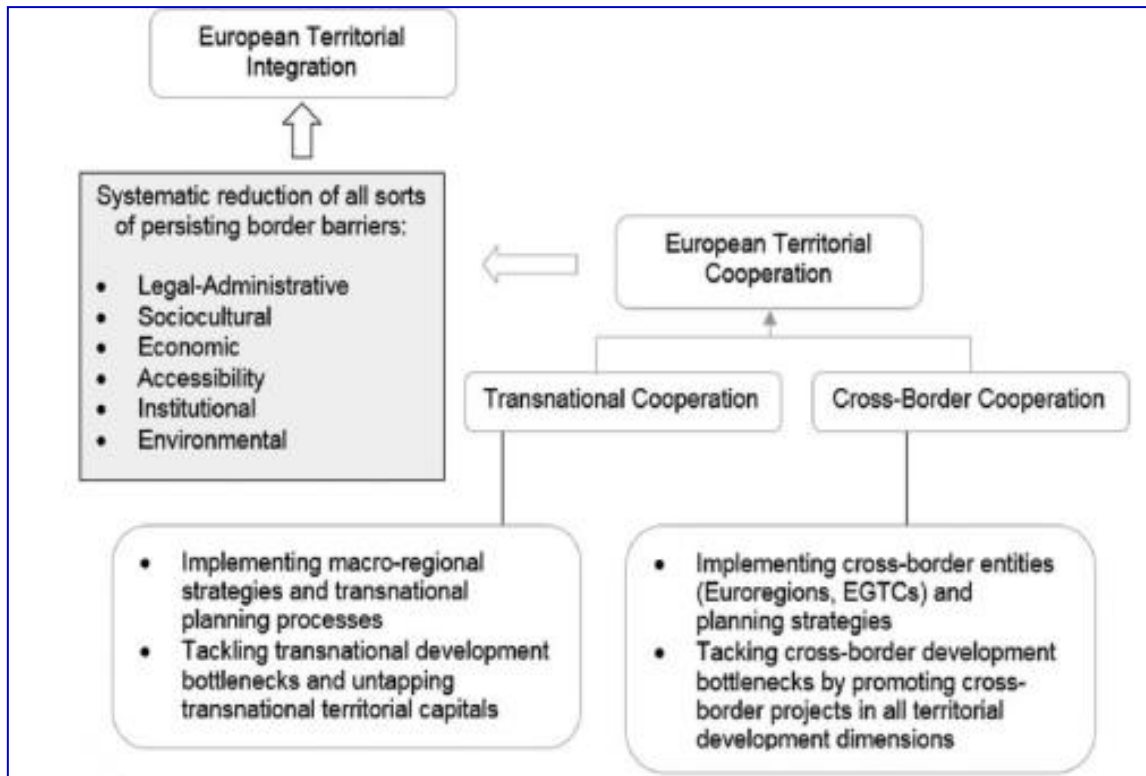 European Territorial
Integration
Systematic reduction of all sorts
of persisting border barriers:
• Legal-Administrative
• Sociocultural
• Economic
• Accessibility
• Institutional
• Environmental
European Territorial
Cooperation
Transnational Cooperation
Cross-Border Cooperation
• Implementing macro-regional
strategies and transnational
planning processes
• Tackling transnational development
bottlenecks and untapping
transnational territorial capitals
• Implementing cross-border entities
(Euroregions, EGTCs) and
planning strategies
• Tacking cross-border development
bottlenecks by promoting cross-
border projects in all territorial
development dimensions